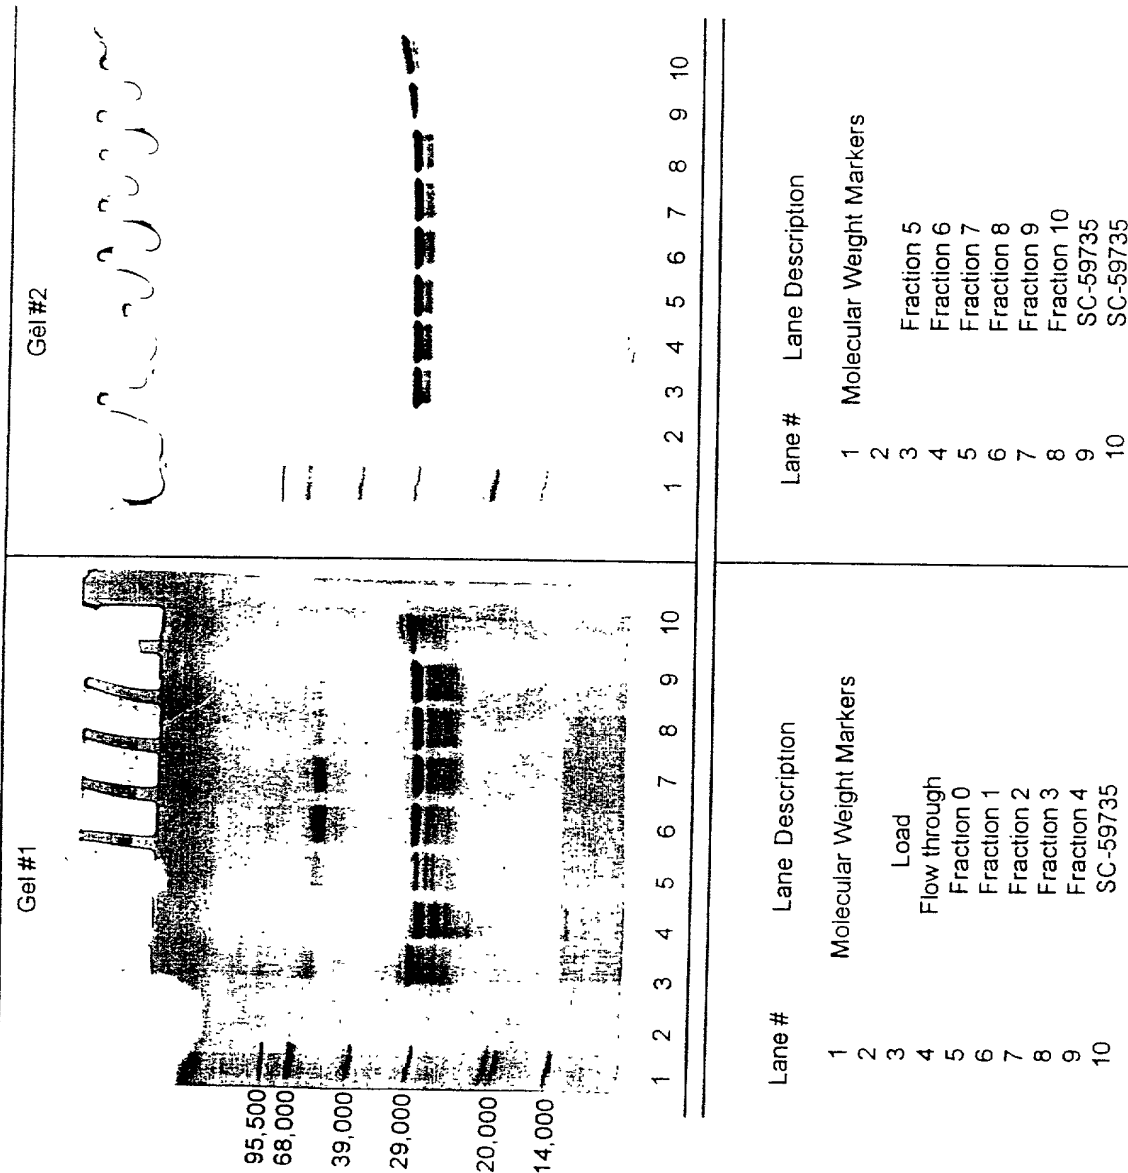 Gel #1
95,500
68,000
39,000
29,000
20,000
14,000
1 2 3 4 5 6 7 8 9 10
Lane # Lane Description
1 Molecular Weight Markers
2
3 Load
4 Flow through
5 Fraction 0
6 Fraction 1
7 Fraction 2
8 Fraction 3
9 Fraction 4
10 SC-59735
Gel #2
1 2 3 4 5 6 7 8 9 10
Lane # Lane Description
1 Molecular Weight Markers
2
3 Fraction 5
4 Fraction 6
5 Fraction 7
6 Fraction 8
7 Fraction 9
8 Fraction 10
9 SC-59735
10 SC-59735